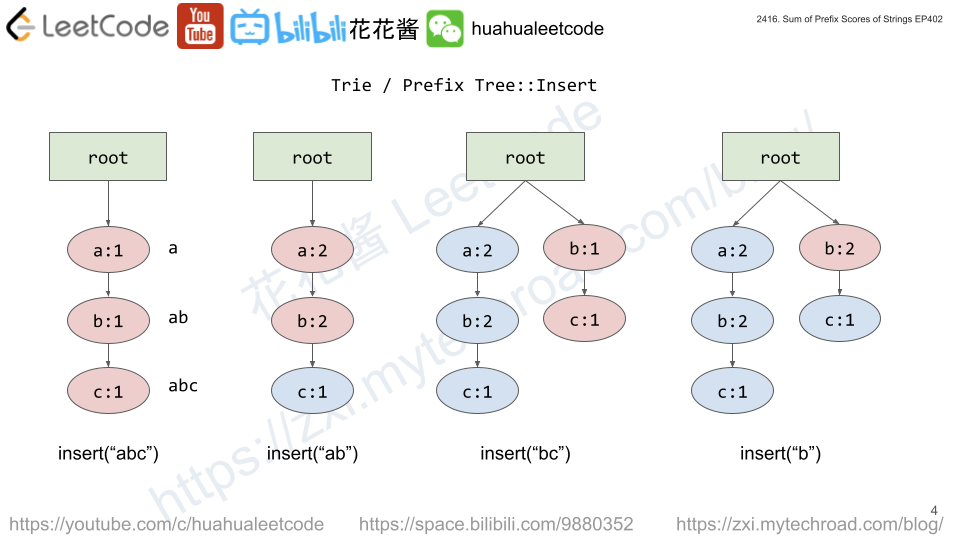 LeetCode
You Tube
bilibili
花花酱
huahualeetcode
2416. Sum of Prefix Scores of Strings EP402
Trie / Prefix Tree::Insert
root root root root
a:1 a a:2 a:2 b:1 a:2 b:2
b:1 ab b:2 b:2 c:1 b:2 c:1
c:1 abc c:1 c:1 c:1
insert(“abc”) insert(“ab”) insert(“bc”) insert(“b”)
花花酱 LeetCode
https://zxi.mytechroad.com/blog/
4
https://youtube.com/c/huahualeetcode https://space.bilibili.com/9880352 https://zxi.mytechroad.com/blog/